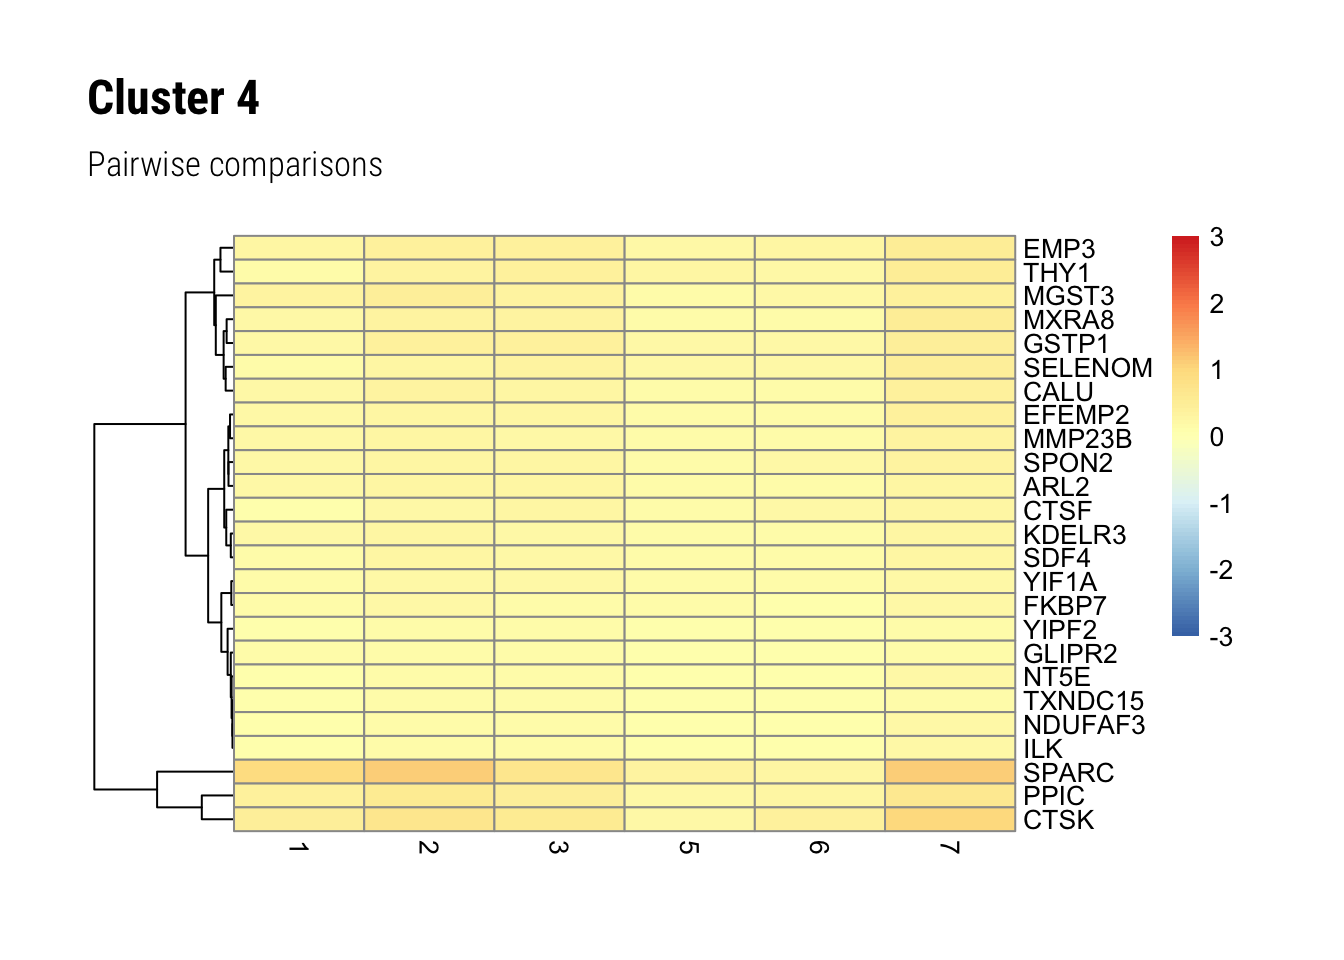 Cluster 4
Pairwise comparisons
EMP3
THY1
MGST3
MXRA8
GSTP1
SELENOM
CALU
EFEMP2
MMP23B
SPON2
ARL2
CTSF
KDELR3
SDF4
YIF1A
FKBP7
YIPF2
GLIPR2
NT5E
TXNDC15
NDUFAF3
ILK
SPARC
PPIC
CTSK
1 2 3 5 6 7
3
2
1
0
-1
-2
-3